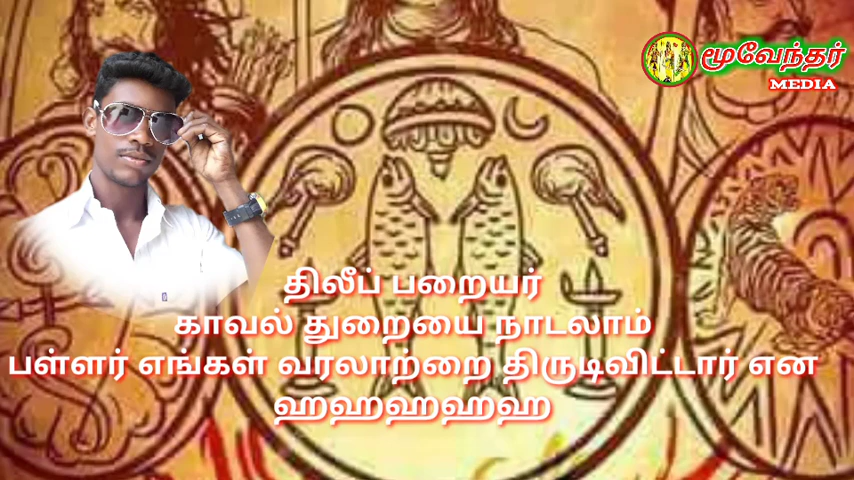 மூவேந்தர்
MEDIA
திலீப் பறையர்
காவல் துறையை நாடலாம்
பள்ளர் எங்கள் வரலாற்றை திருடிவிட்டார் என
ஹஹஹஹஹ